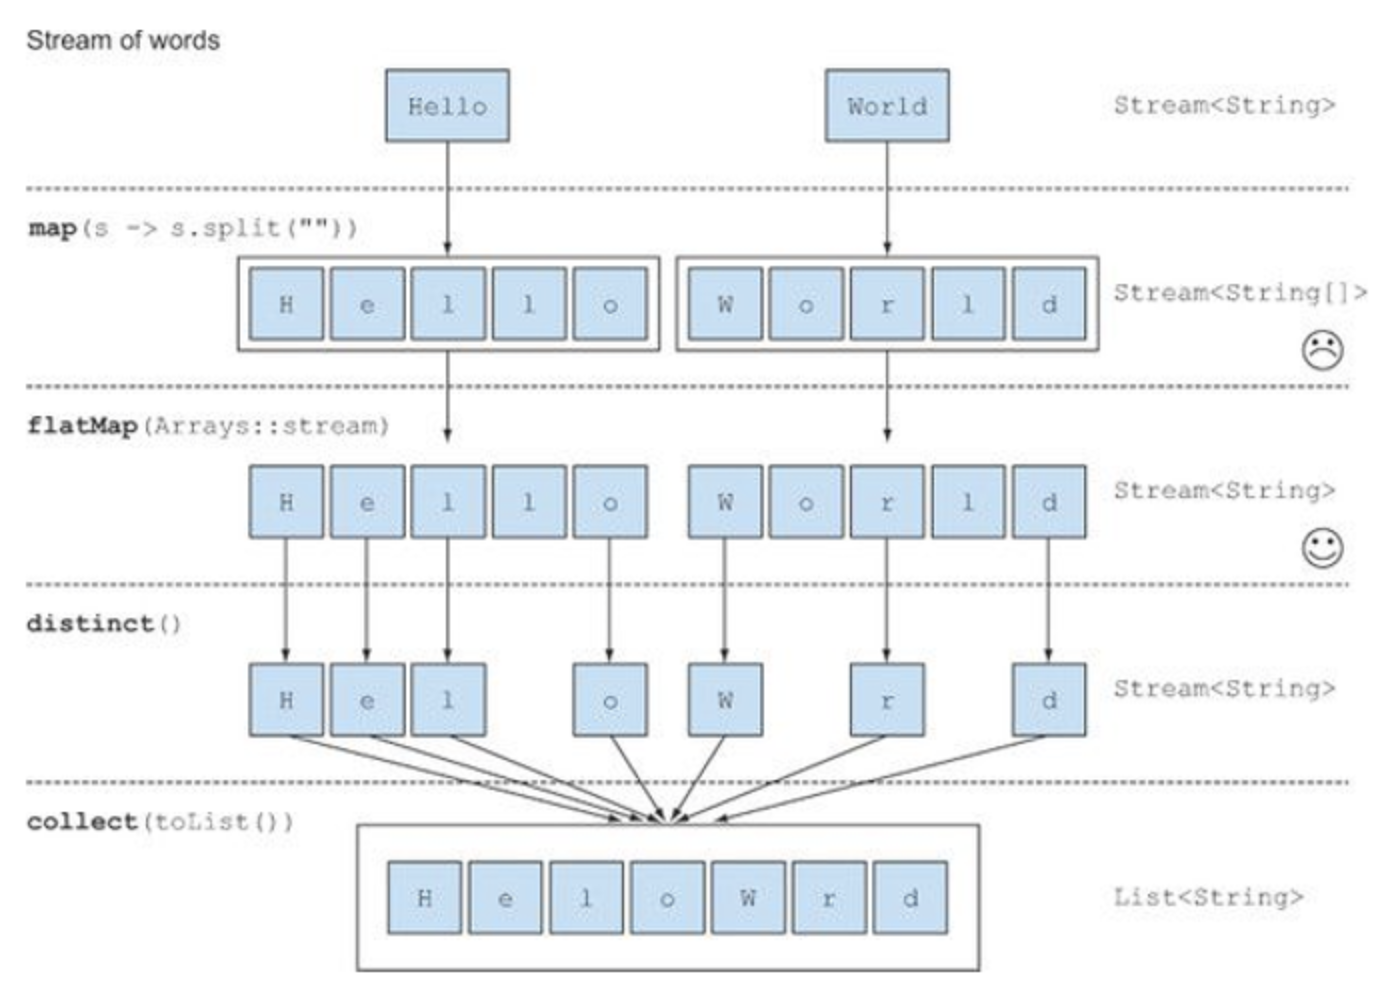 Stream of words
Hello World Stream<String>
map(s -> s.split(""))
H e l l o W o r l d Stream<String[]>
flatMap(Arrays::stream)
H e l l o W o r l d Stream<String>
distinct()
H e l o W r d Stream<String>
collect(toList())
H e l o W r d List<String>